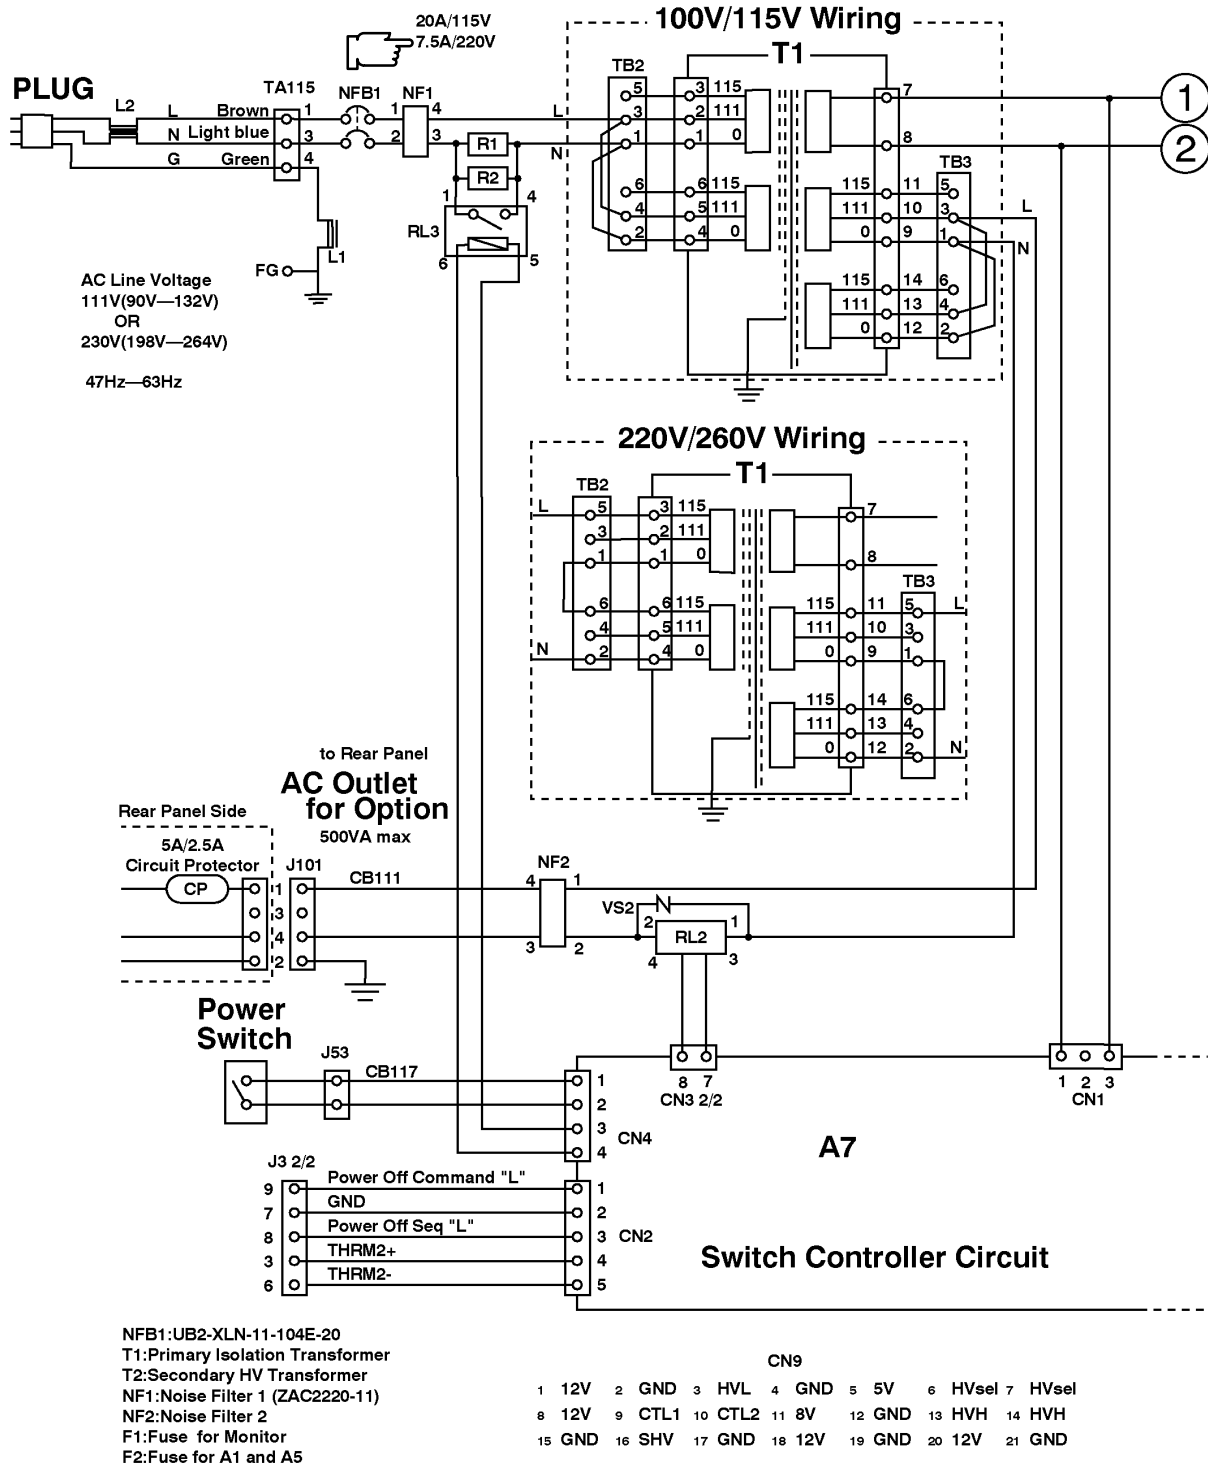 20A/115V
7.5A/220V
100V/115V Wiring
T1
PLUG
TA115
NFB1
NF1
TB2
L2
L
Brown
1
1
4
L
N
Light blue
3
2
3
N
G
Green
4
R1
R2
1
4
RL3
6
5
L1
FG
5
3
115
3
2
111
1
1
0
6
6
115
4
5
111
2
4
0
7
1
8
2
TB3
115
11
5
111
10
3
L
0
9
1
N
115
14
6
111
13
4
0
12
2
AC Line Voltage
111V(90V—132V)
OR
230V(198V—264V)
47Hz—63Hz
220V/260V Wiring
T1
TB2
L
5
3
115
3
2
111
1
1
0
6
6
115
4
5
111
N
2
4
0
7
8
TB3
115
11
5
L
111
10
3
0
9
1
115
14
6
111
13
4
0
12
2
N
to Rear Panel
AC Outlet
for Option
500VA max
Rear Panel Side
5A/2.5A
Circuit Protector
J101
CP
1
3
4
2
CB111
NF2
4
1
3
2
VS2
2
1
RL2
4
3
Power
Switch
J53
CB117
8
7
CN3 2/2
1
2
3
CN1
1
2
3
4
CN4
A7
J3 2/2
9
Power Off Command "L"
1
7
GND
2
8
Power Off Seq "L"
3
CN2
3
THRM2+
4
6
THRM2-
5
Switch Controller Circuit
NFB1:UB2-XLN-11-104E-20
T1:Primary Isolation Transformer
T2:Secondary HV Transformer
NF1:Noise Filter 1 (ZAC2220-11)
NF2:Noise Filter 2
F1:Fuse for Monitor
F2:Fuse for A1 and A5
CN9
1 12V 2 GND 3 HVL 4 GND 5 5V 6 HVsel 7 HVsel
8 12V 9 CTL1 10 CTL2 11 8V 12 GND 13 HVH 14 HVH
15 GND 16 SHV 17 GND 18 12V 19 GND 20 12V 21 GND